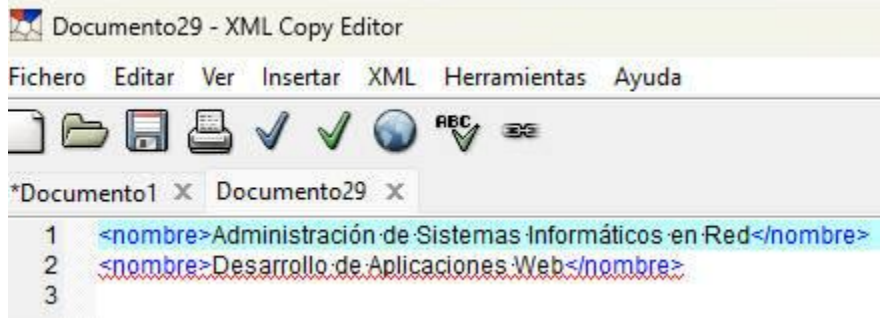 Documento29 - XML Copy Editor
Fichero Editar Ver Insertar XML Herramientas Ayuda
ABC
*Documento1 X Documento29 X
1 <nombre>Administración·de·Sistemas·Informáticos·en·Red</nombre>
2 <nombre>Desarrollo·de·Aplicaciones·Web</nombre>
3